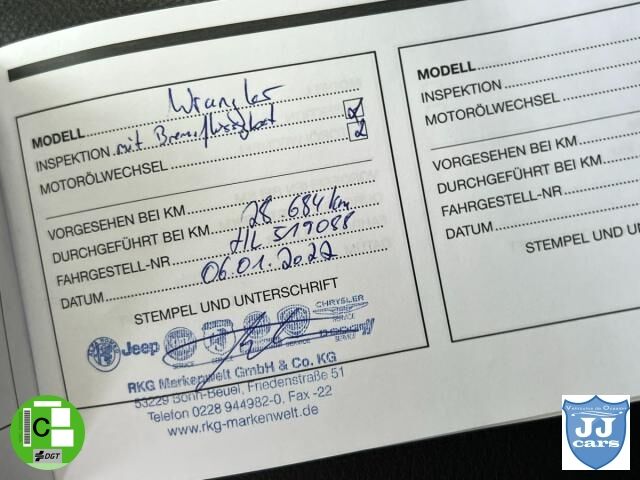 MODELL Wrangler
INSPEKTION mit Bremsflüssigkeit
MOTORÖLWECHSEL
VORGESEHEN BEI KM
DURCHGEFÜHRT BEI KM 28.684 km
FAHRGESTELL-NR HL 519088
DATUM 06.01.2022
STEMPEL UND UNTERSCHRIFT
Jeep
SERVICE
CHRYSLER
SERVICE
RKG Markenwelt GmbH & Co. KG
53229 Bonn-Beuel, Friedenstraße 51
Telefon 0228 944982-0, Fax -22
www.rkg-markenwelt.de
MODELL
INSPEKTION
MOTORÖLWECHSEL
VORGESEHEN BEI KM
DURCHGEFÜHRT BEI KM
FAHRGESTELL-NR
DATUM
STEMPEL UND
C
DGT
JJ
cars